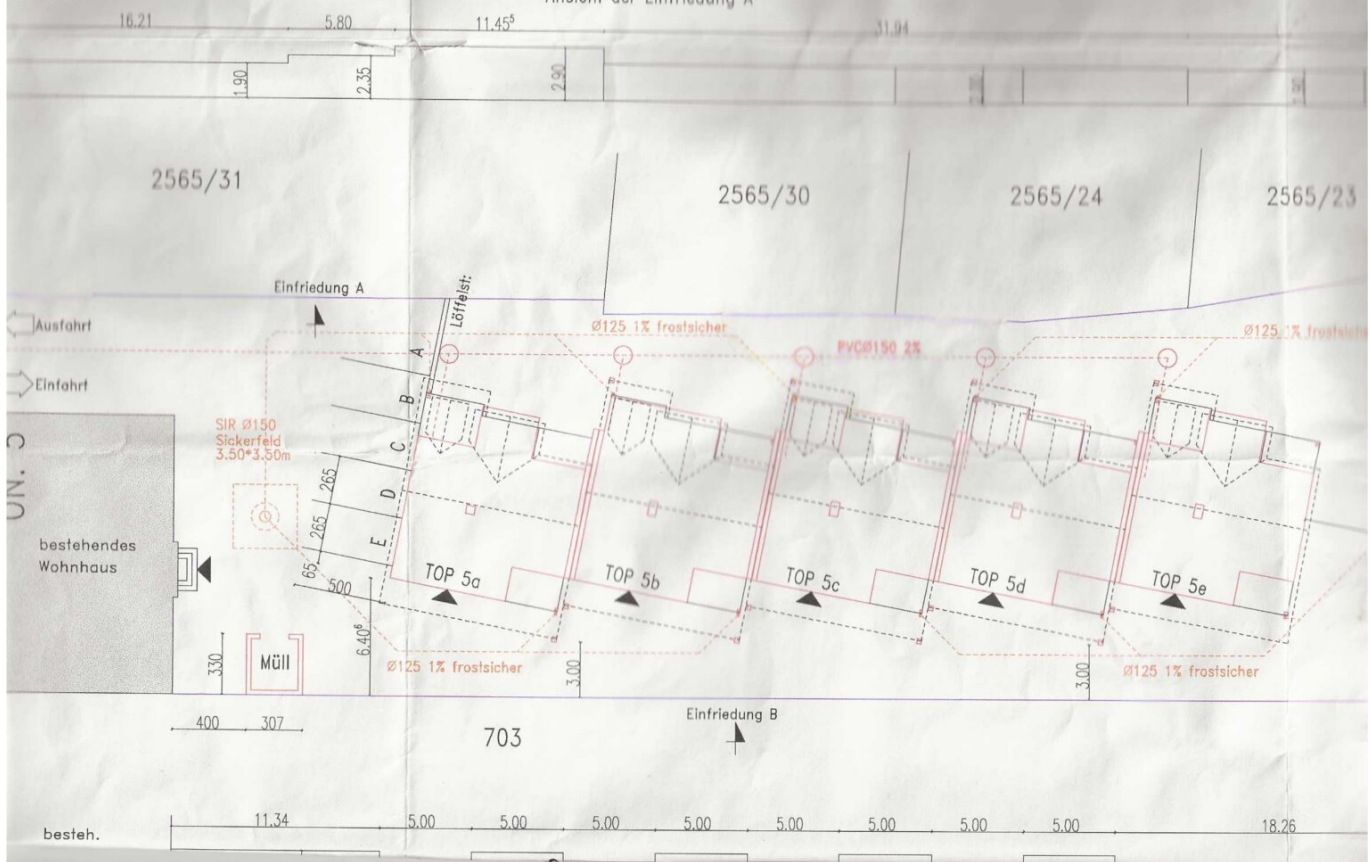 Ansicht der Einfriedung A
16.21 5.80 11.45⁵ 31.94
1.90 2.35 2.90 1.90
2565/31 2565/30 2565/24 2565/23
Einfriedung A
Löffelst:
Ausfahrt
Ø125 1% frostsicher
PVCØ150 2%
Ø125 1% frostsicher
Einfahrt
A
B
C
D
E
SIR Ø150
Sickerfeld
3.50*3.50m
265
265
65
500
bestehendes
Wohnhaus
TOP 5a TOP 5b TOP 5c TOP 5d TOP 5e
6.40⁶
330
Müll
Ø125 1% frostsicher
3.00
3.00
Ø125 1% frostsicher
400 307
703
Einfriedung B
besteh.
11.34 5.00 5.00 5.00 5.00 5.00 5.00 5.00 5.00 18.26